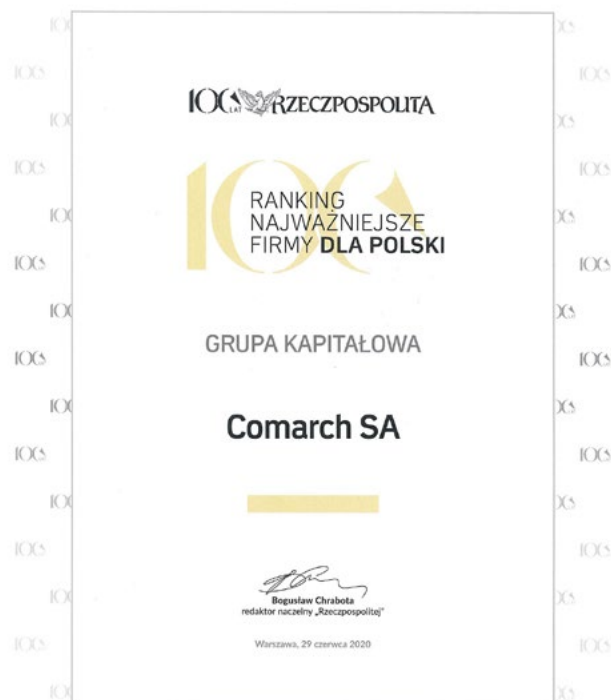 100 LAT RZECZPOSPOLITA
100
RANKING
NAJWAŻNIEJSZE
FIRMY DLA POLSKI
GRUPA KAPITAŁOWA
Comarch SA
Bogusław Chrabota
redaktor naczelny „Rzeczpospolitej"
Warszawa, 29 czerwca 2020